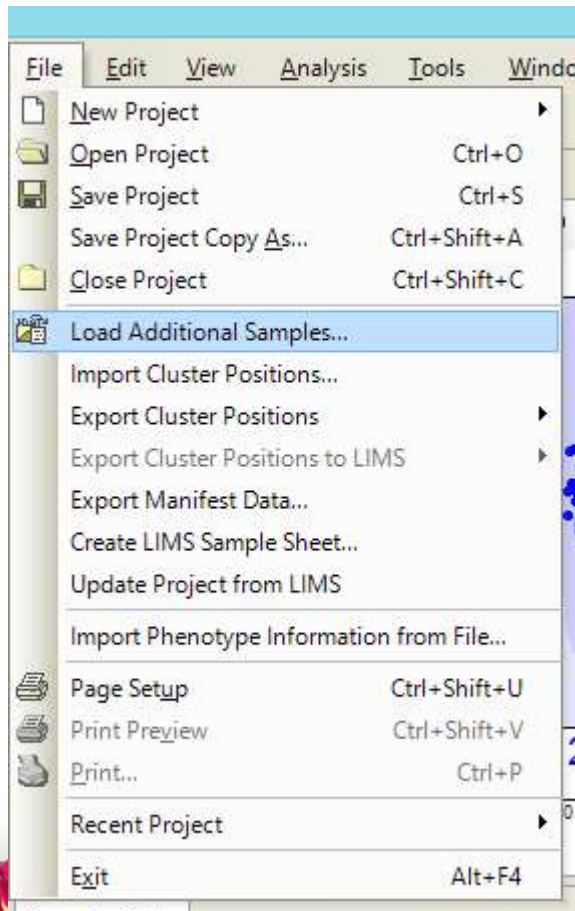 File Edit View Analysis Tools Windo
New Project
Open Project Ctrl+O
Save Project Ctrl+S
Save Project Copy As... Ctrl+Shift+A
Close Project Ctrl+Shift+C
Load Additional Samples...
Import Cluster Positions...
Export Cluster Positions
Export Cluster Positions to LIMS
Export Manifest Data...
Create LIMS Sample Sheet...
Update Project from LIMS
Import Phenotype Information from File...
Page Setup Ctrl+Shift+U
Print Preview Ctrl+Shift+V
Print... Ctrl+P
Recent Project
Exit Alt+F4